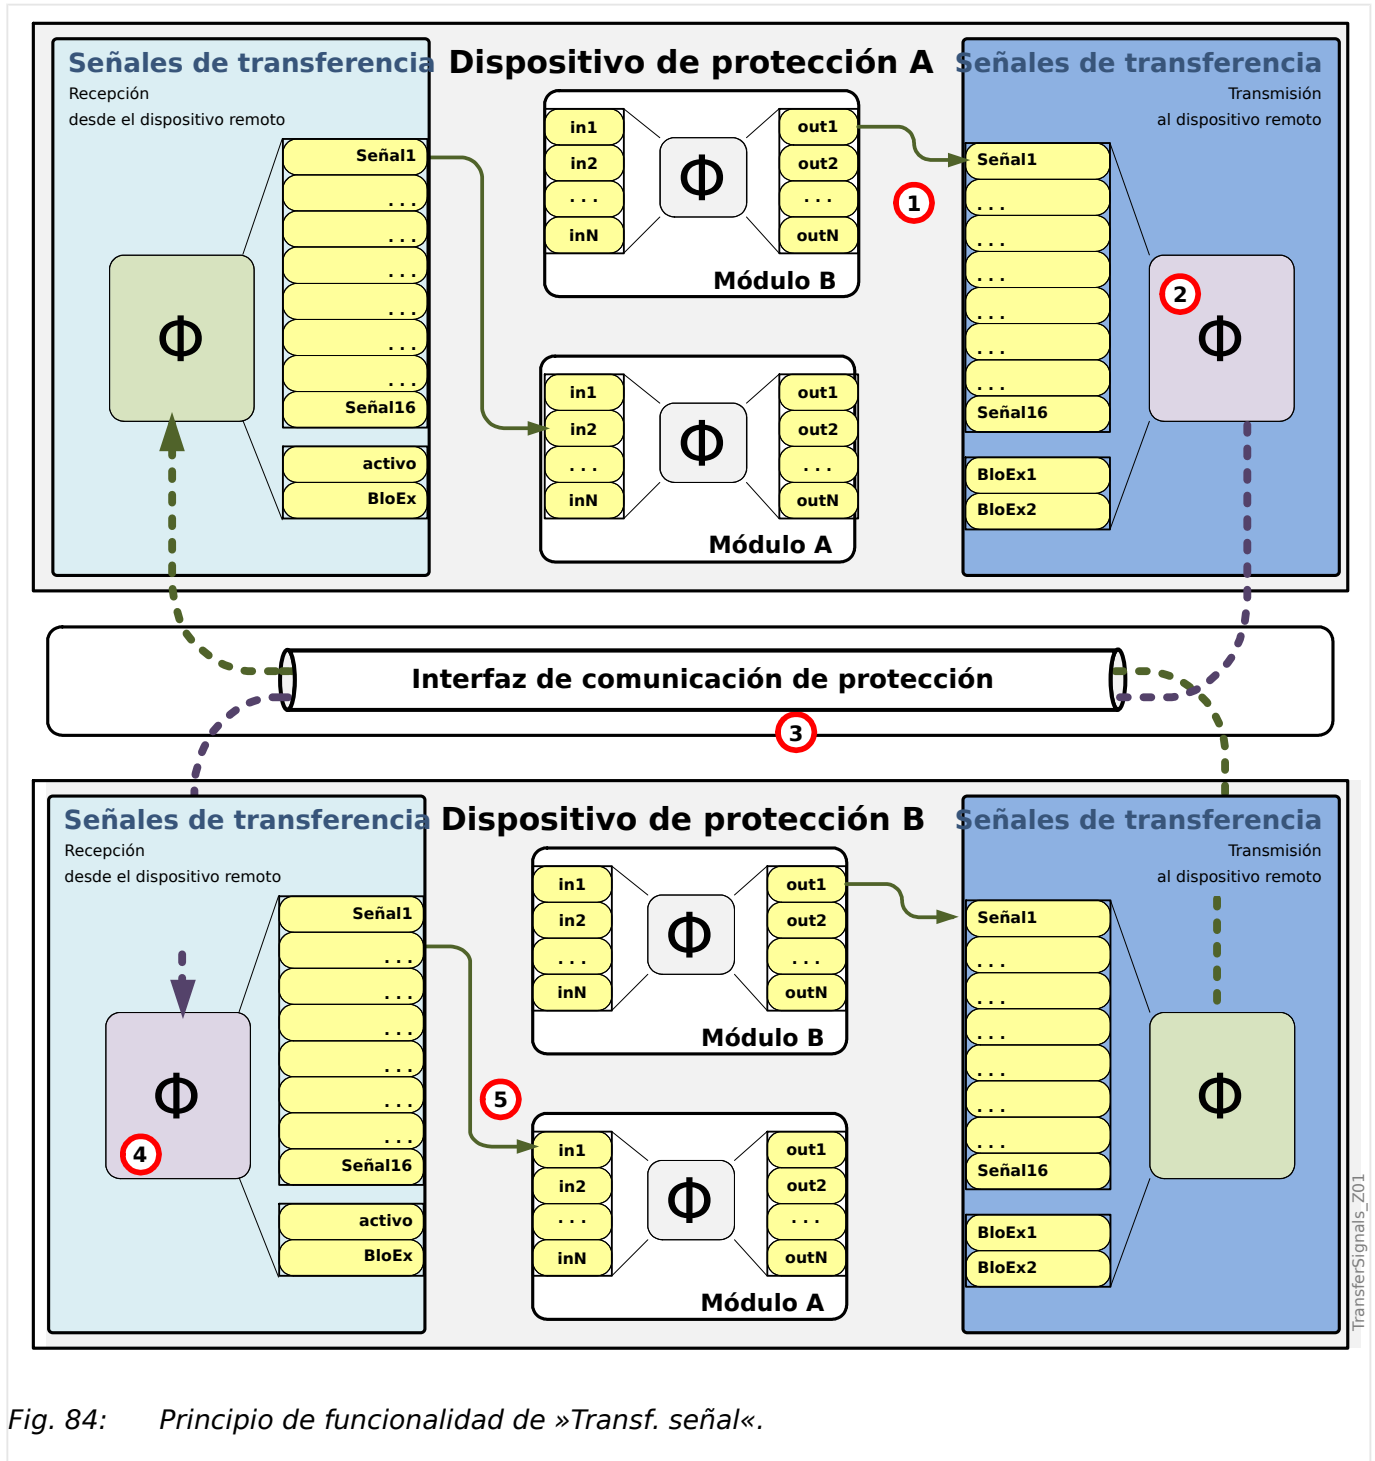 Señales de transferencia
Dispositivo de protección A
Señales de transferencia
Recepción
desde el dispositivo remoto
Transmisión
al dispositivo remoto
Señal1
. . .
. . .
. . .
. . .
. . .
. . .
Señal16
activo
BloEx
Φ
in1
in2
. . .
inN
Φ
out1
out2
. . .
outN
Módulo B
1
in1
in2
. . .
inN
Φ
out1
out2
. . .
outN
Módulo A
Señal1
. . .
. . .
. . .
. . .
. . .
. . .
Señal16
BloEx1
BloEx2
2
Φ
Interfaz de comunicación de protección
3
Señales de transferencia
Dispositivo de protección B
Señales de transferencia
Recepción
desde el dispositivo remoto
Transmisión
al dispositivo remoto
Señal1
. . .
. . .
. . .
. . .
. . .
. . .
Señal16
activo
BloEx
Φ
4
in1
in2
. . .
inN
Φ
out1
out2
. . .
outN
Módulo B
5
in1
in2
. . .
inN
Φ
out1
out2
. . .
outN
Módulo A
Señal1
. . .
. . .
. . .
. . .
. . .
. . .
Señal16
BloEx1
BloEx2
Φ
TransferSignals_Z01
Fig. 84: Principio de funcionalidad de »Transf. señal«.